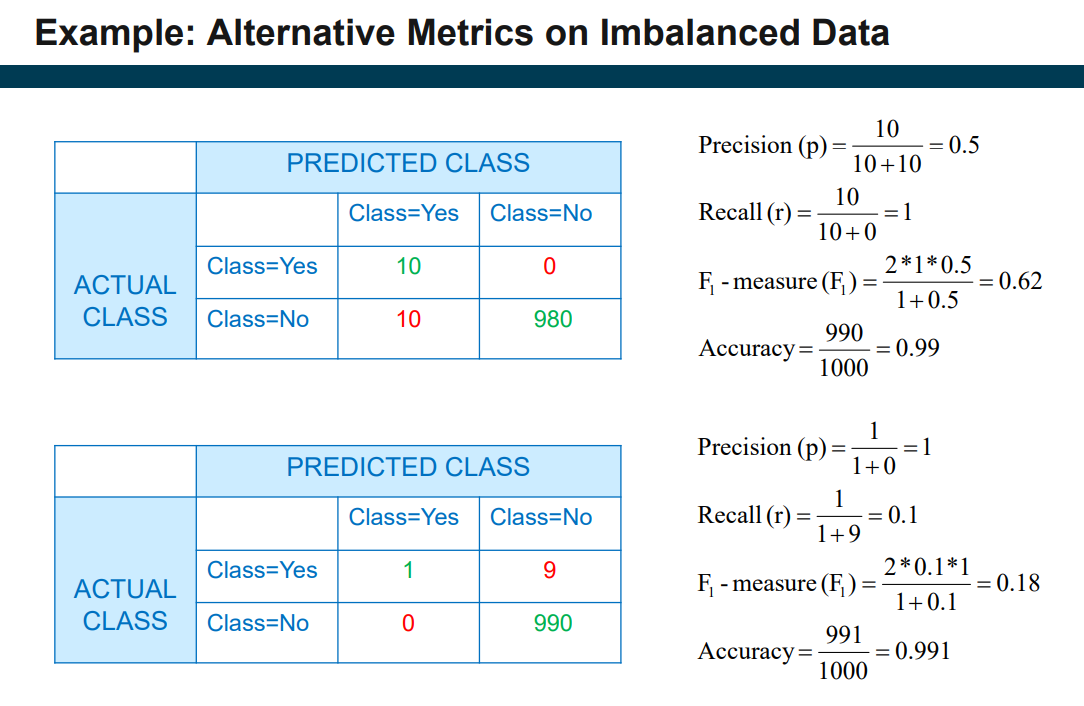 Example: Alternative Metrics on Imbalanced Data
PREDICTED CLASS
Class=Yes Class=No
ACTUAL CLASS
Class=Yes 10 0
Class=No 10 980
Precision (p) = 10 / (10 + 10) = 0.5
Recall (r) = 10 / (10 + 0) = 1
F₁ - measure (F₁) = 2*1*0.5 / (1 + 0.5) = 0.62
Accuracy = 990 / 1000 = 0.99
PREDICTED CLASS
Class=Yes Class=No
ACTUAL CLASS
Class=Yes 1 9
Class=No 0 990
Precision (p) = 1 / (1 + 0) = 1
Recall (r) = 1 / (1 + 9) = 0.1
F₁ - measure (F₁) = 2*0.1*1 / (1 + 0.1) = 0.18
Accuracy = 991 / 1000 = 0.991